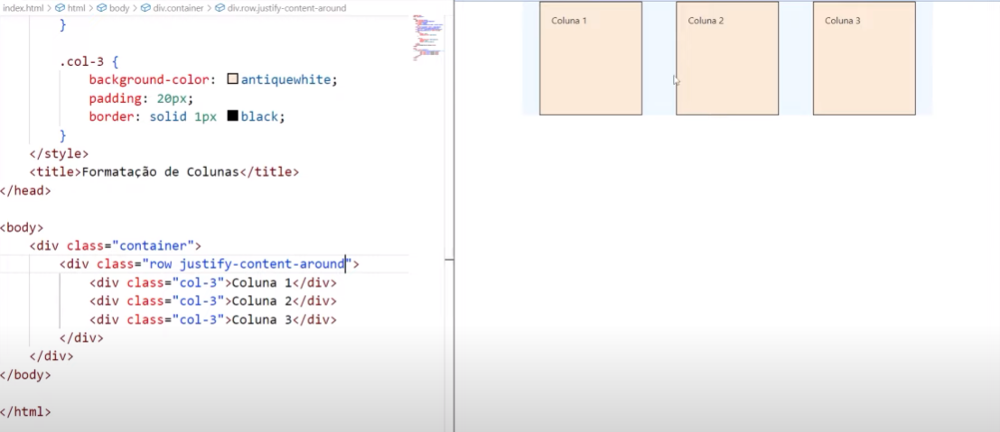 index.html > html > body > div.container > div.row.justify-content-around
}
.col-3 {
background-color: antiquewhite;
padding: 20px;
border: solid 1px black;
}
</style>
<title>Formatação de Colunas</title>
</head>
<body>
<div class="container">
<div class="row justify-content-around">
<div class="col-3">Coluna 1</div>
<div class="col-3">Coluna 2</div>
<div class="col-3">Coluna 3</div>
</div>
</div>
</body>
</html>
Coluna 1
Coluna 2
Coluna 3